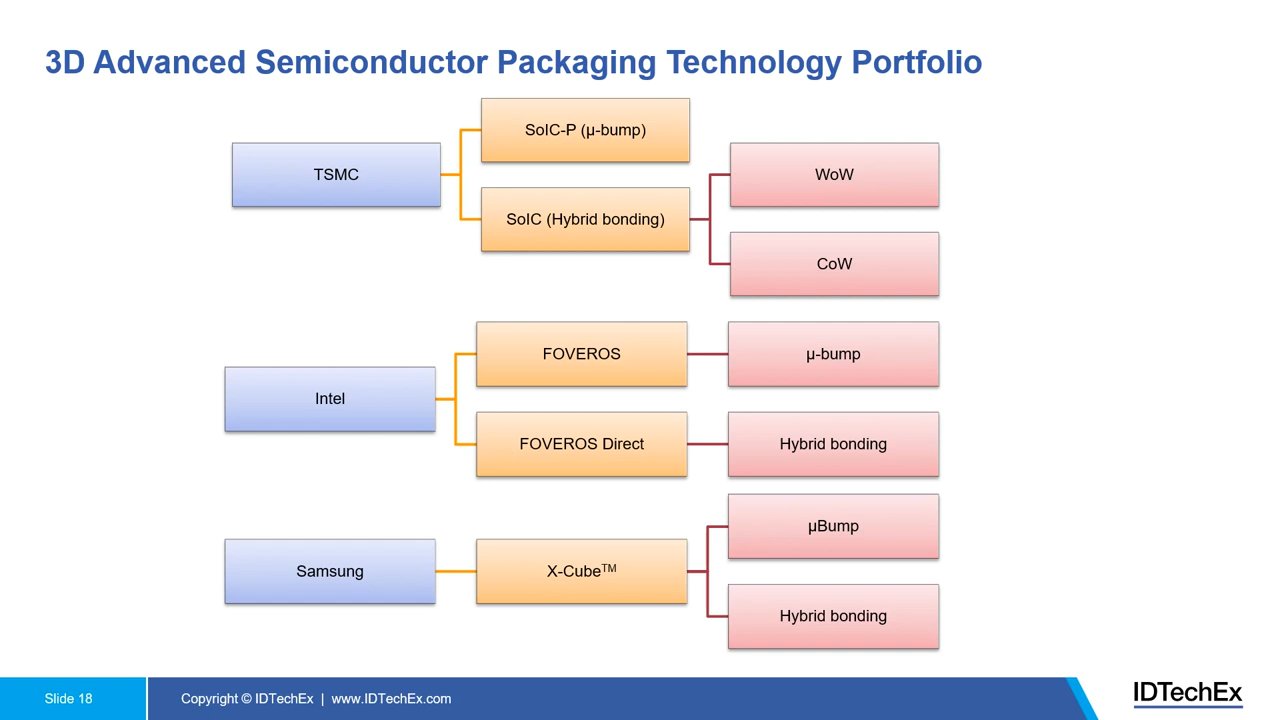 3D Advanced Semiconductor Packaging Technology Portfolio
TSMC
SoIC-P (μ-bump)
SoIC (Hybrid bonding)
WoW
CoW
Intel
FOVEROS
μ-bump
FOVEROS Direct
Hybrid bonding
Samsung
X-Cube™
μBump
Hybrid bonding
Slide 18
Copyright © IDTechEx | www.IDTechEx.com
IDTechEx